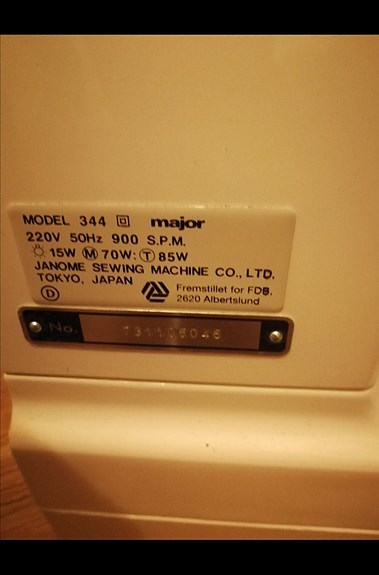 MODEL 344 major
220V 50Hz 900 S.P.M.
15W M 70W: T 85W
JANOME SEWING MACHINE CO., LTD.
TOKYO, JAPAN
D
Fremstillet for FDB.
2620 Albertslund
No.